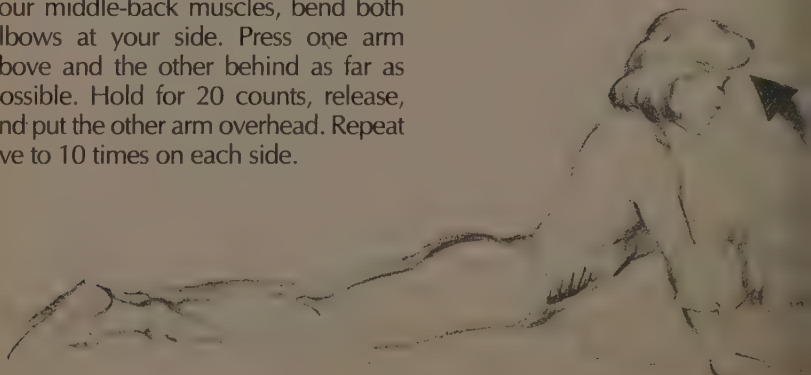 our middle-back muscles, bend both
lbows at your side. Press one arm
bove and the other behind as far as
ossible. Hold for 20 counts, release,
nd put the other arm overhead. Repeat
ve to 10 times on each side.